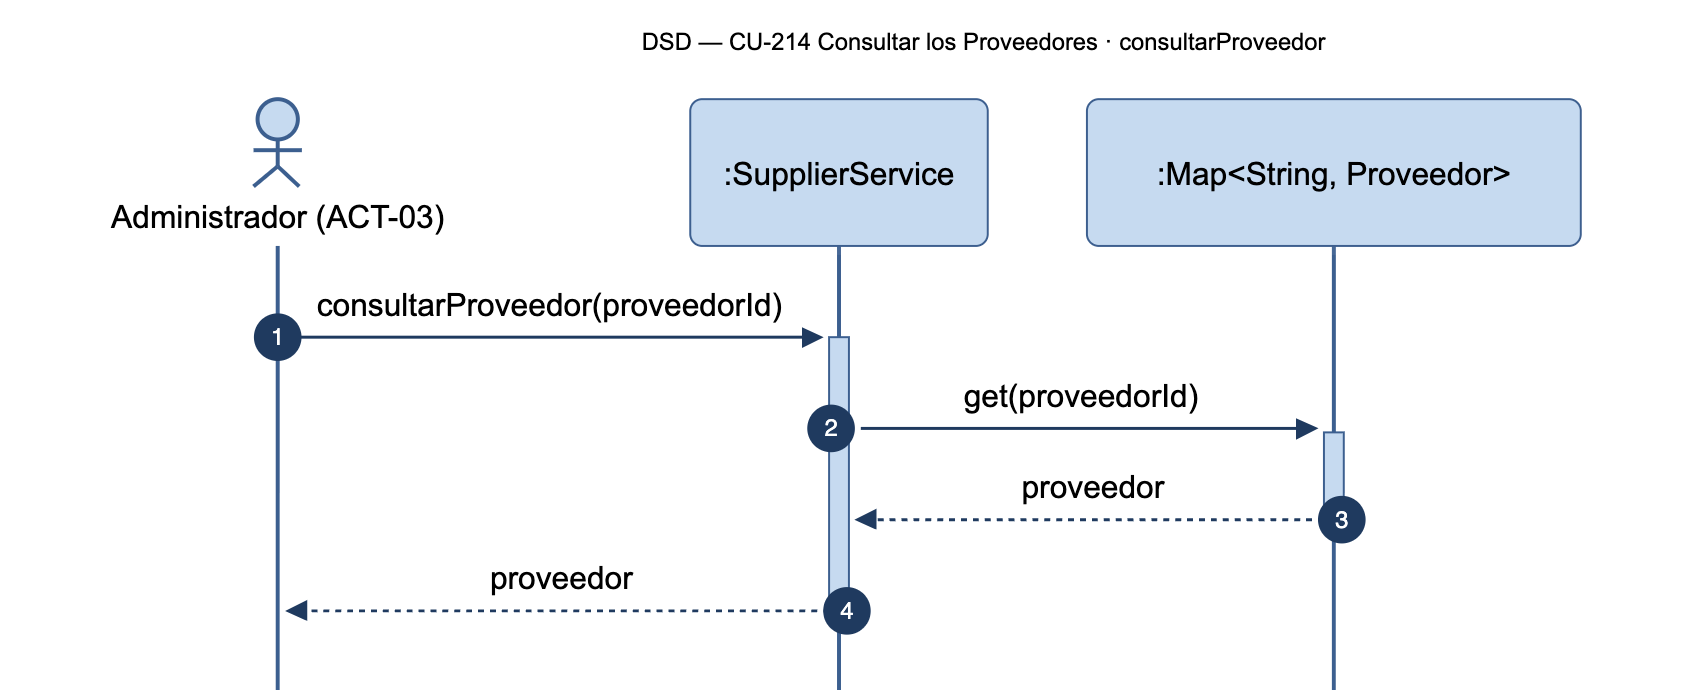 DSD — CU-214 Consultar los Proveedores · consultarProveedor
Administrador (ACT-03)
:SupplierService
:Map<String, Proveedor>
consultarProveedor(proveedorId)
1
get(proveedorId)
2
proveedor
3
proveedor
4